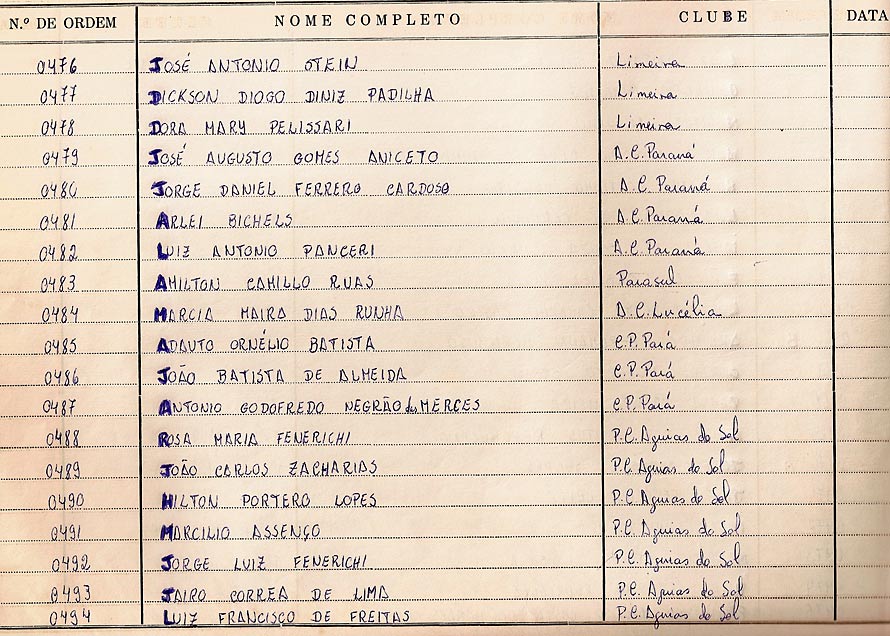 N.º DE ORDEM NOME COMPLETO CLUBE DATA
0476 JOSÉ ANTONIO OTEIN Limeira
0477 DICKSON DIOGO DINIZ PADILHA Limeira
0478 DORA MARY PELISSARI Limeira
0479 JOSÉ AUGUSTO GOMES ANICETO A.C. Paraná
0480 JORGE DANIEL FERRERO CARDOSO A.C. Paraná
0481 ARLEI BICHELS A.C. Paraná
0482 LUIZ ANTONIO PANCERI A.C. Paraná
0483 AMILTON CAMILLO RUAS Parasul
0484 MARCIA MAIRA DIAS RUNHA A.C. Lucélia
0485 ADAUTO ORNÉLIO BATISTA C.P. Pará
0486 JOÃO BATISTA DE ALMEIDA C.P. Pará
0487 ANTONIO GODOFREDO NEGRÃO das MERCES C.P. Pará
0488 ROSA MARIA FENERICHI P.C. Aguias do Sol
0489 JOÃO CARLOS ZACHARIAS P.C. Aguias do Sol
0490 HILTON PORTERO LOPES P.C. Aguias do Sol
0491 MARCILIO ASSENÇO P.C. Aguias do Sol
0492 JORGE LUIZ FENERICHI P.C. Aguias do Sol
0493 JAIRO CORREA DE LIMA P.C. Aguias do Sol
0494 LUIZ FRANCISCO DE FREITAS P.C. Aguias do Sol